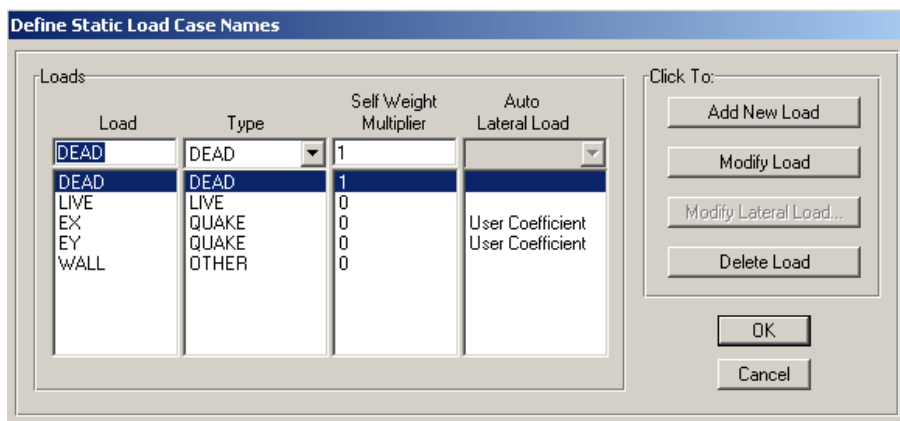 Define Static Load Case Names
Loads
Click To:
Self Weight Auto
Load Type Multiplier Lateral Load
DEAD DEAD 1
DEAD DEAD 1
LIVE LIVE 0
EX QUAKE 0 User Coefficient
EY QUAKE 0 User Coefficient
WALL OTHER 0
Add New Load
Modify Load
Modify Lateral Load...
Delete Load
OK
Cancel